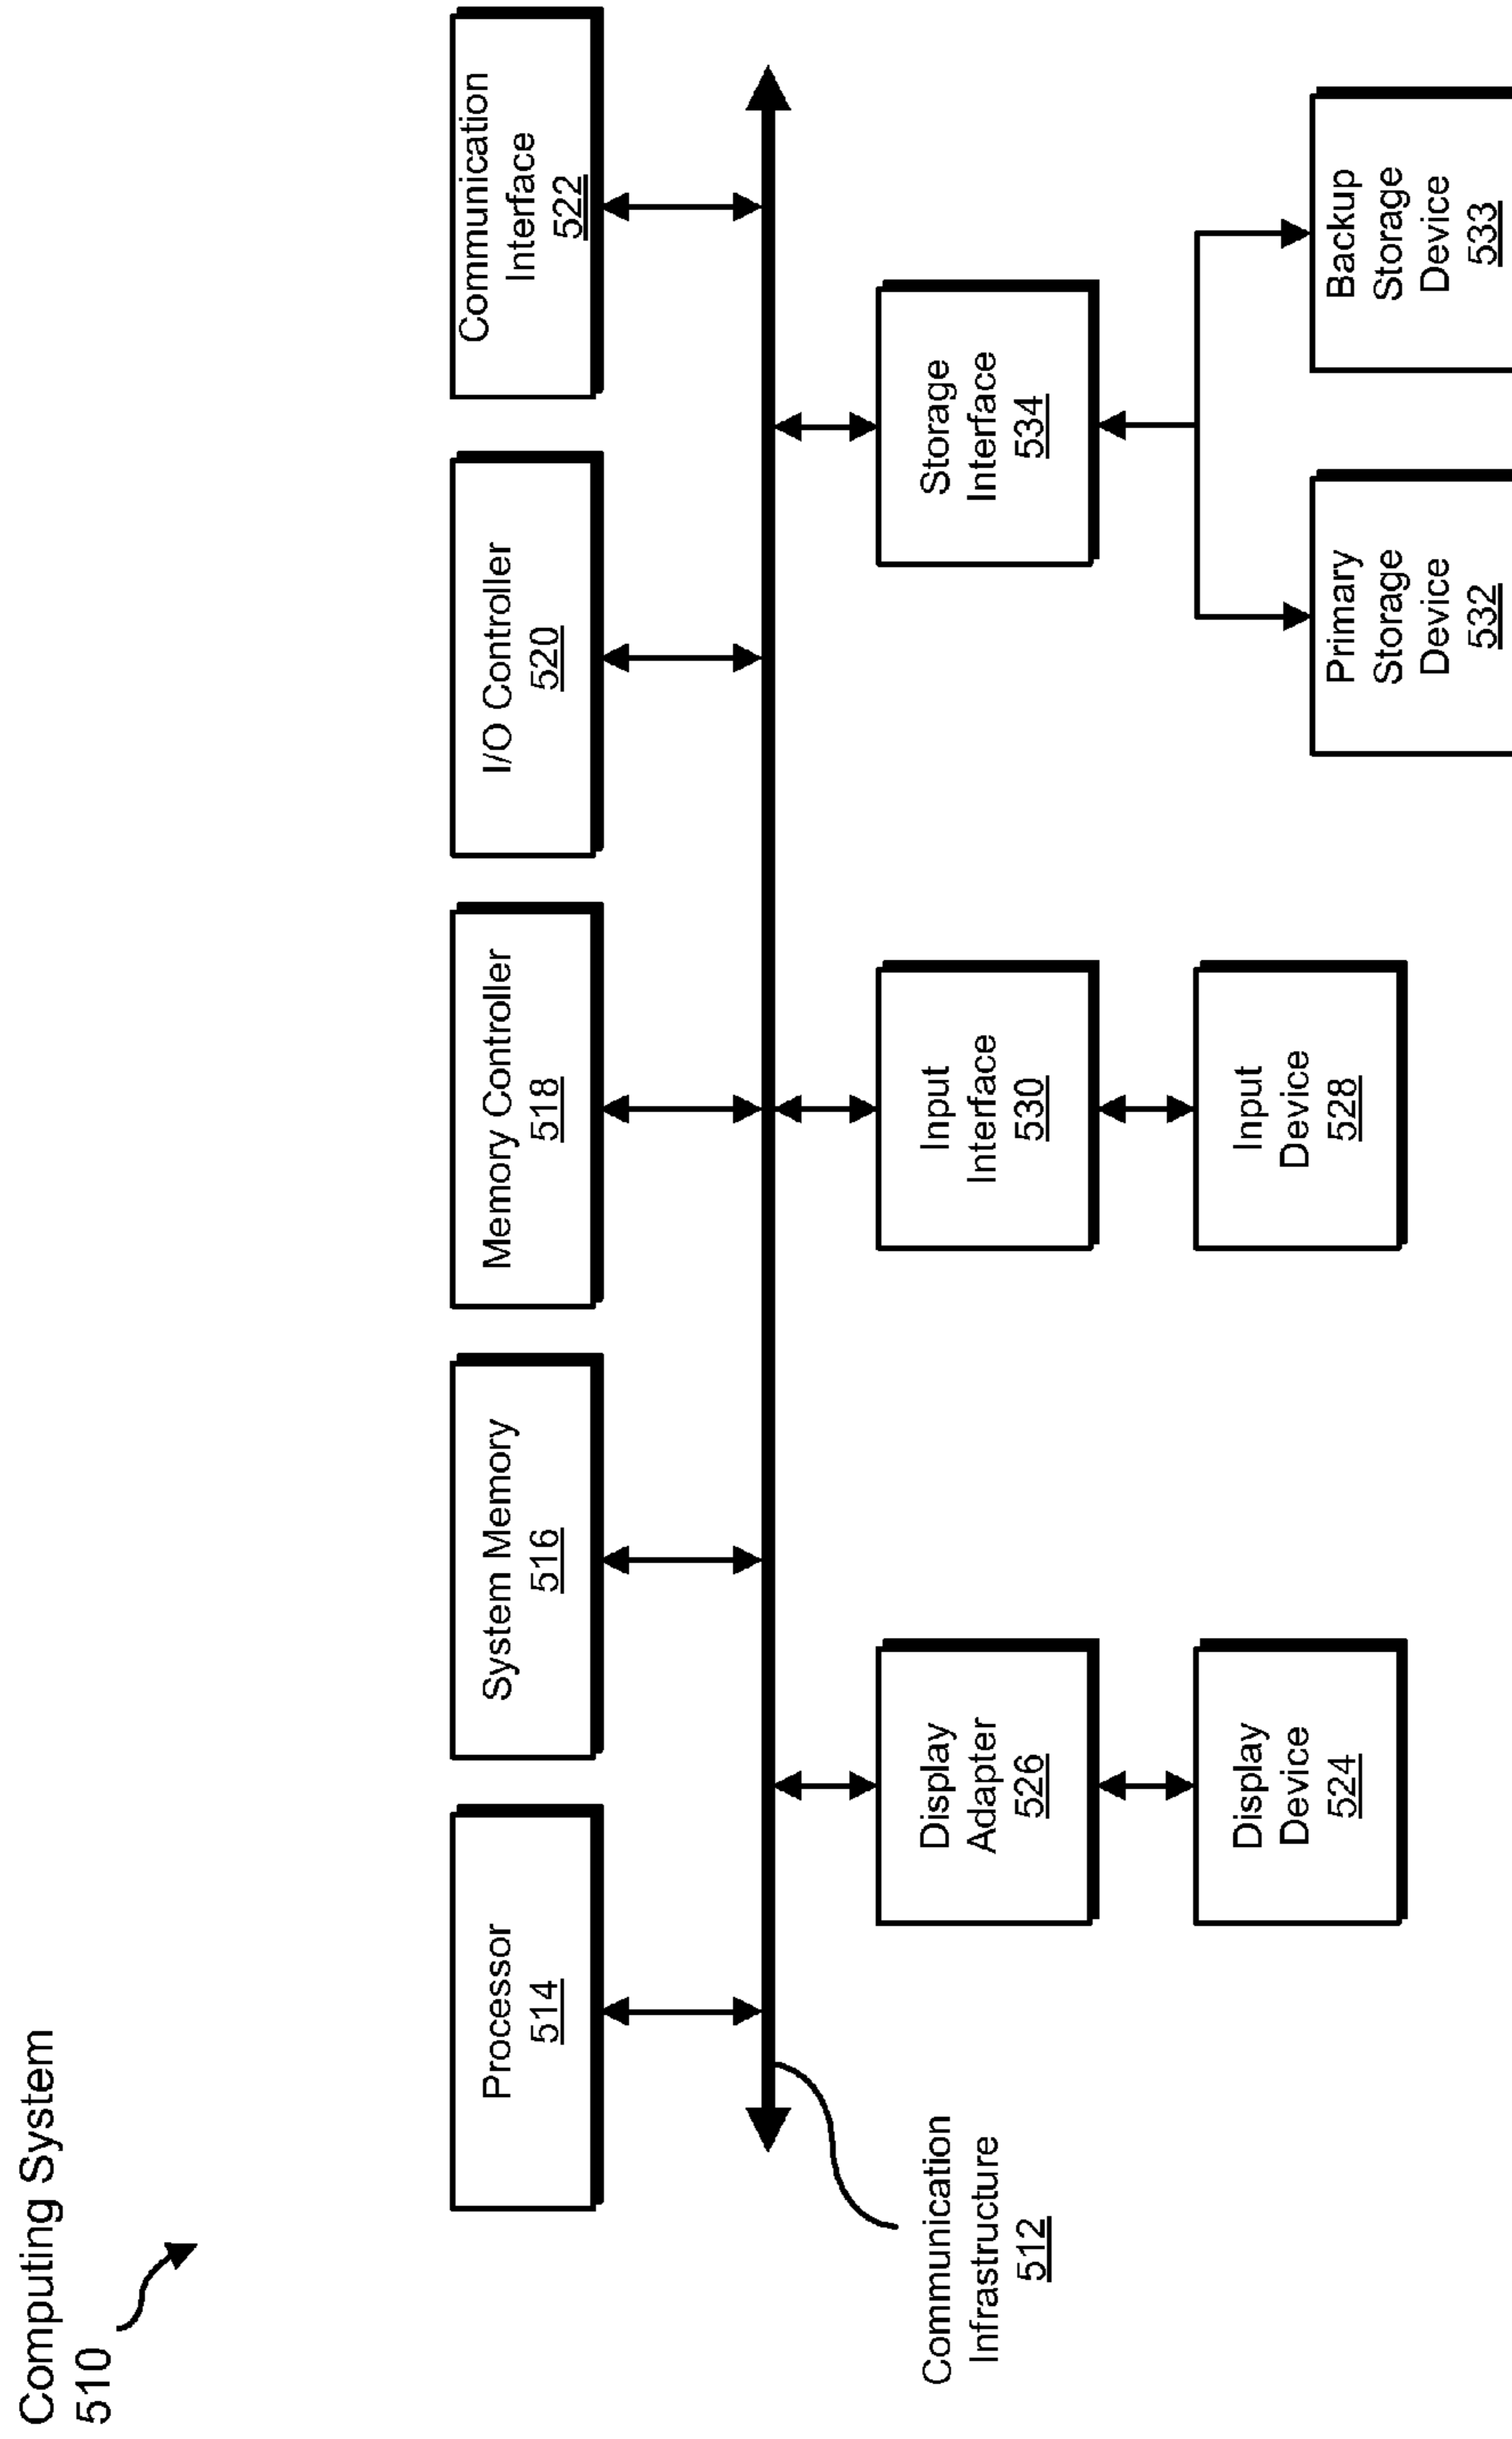 Computing System
510
Processor
514
System Memory
516
Memory Controller
518
I/O Controller
520
Communication
Interface
522
Communication
Infrastructure
512
Display
Adapter
526
Input
Interface
530
Storage
Interface
534
Display
Device
524
Input
Device
528
Primary
Storage
Device
532
Backup
Storage
Device
533